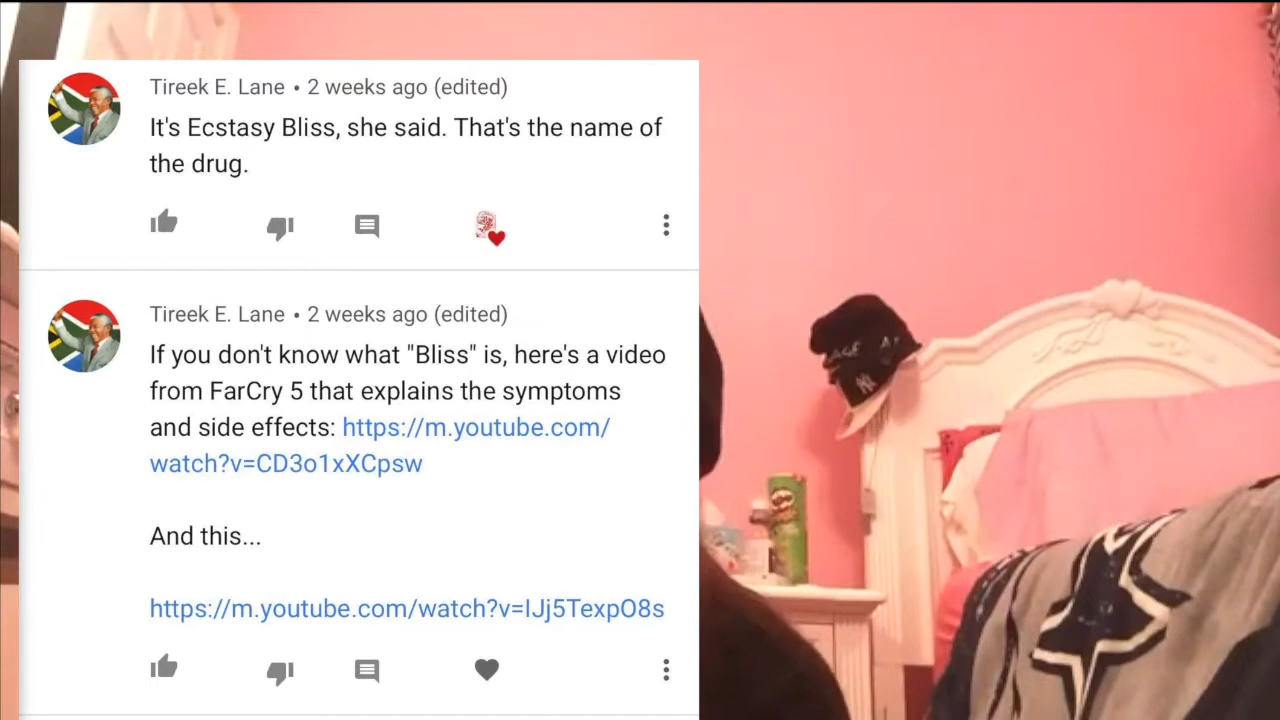 Tireek E. Lane • 2 weeks ago (edited)
It's Ecstasy Bliss, she said. That's the name of
the drug.
Tireek E. Lane • 2 weeks ago (edited)
If you don't know what "Bliss" is, here's a video
from FarCry 5 that explains the symptoms
and side effects: https://m.youtube.com/
watch?v=CD3o1xXCpsw
And this...
https://m.youtube.com/watch?v=IJj5TexpO8s
NY